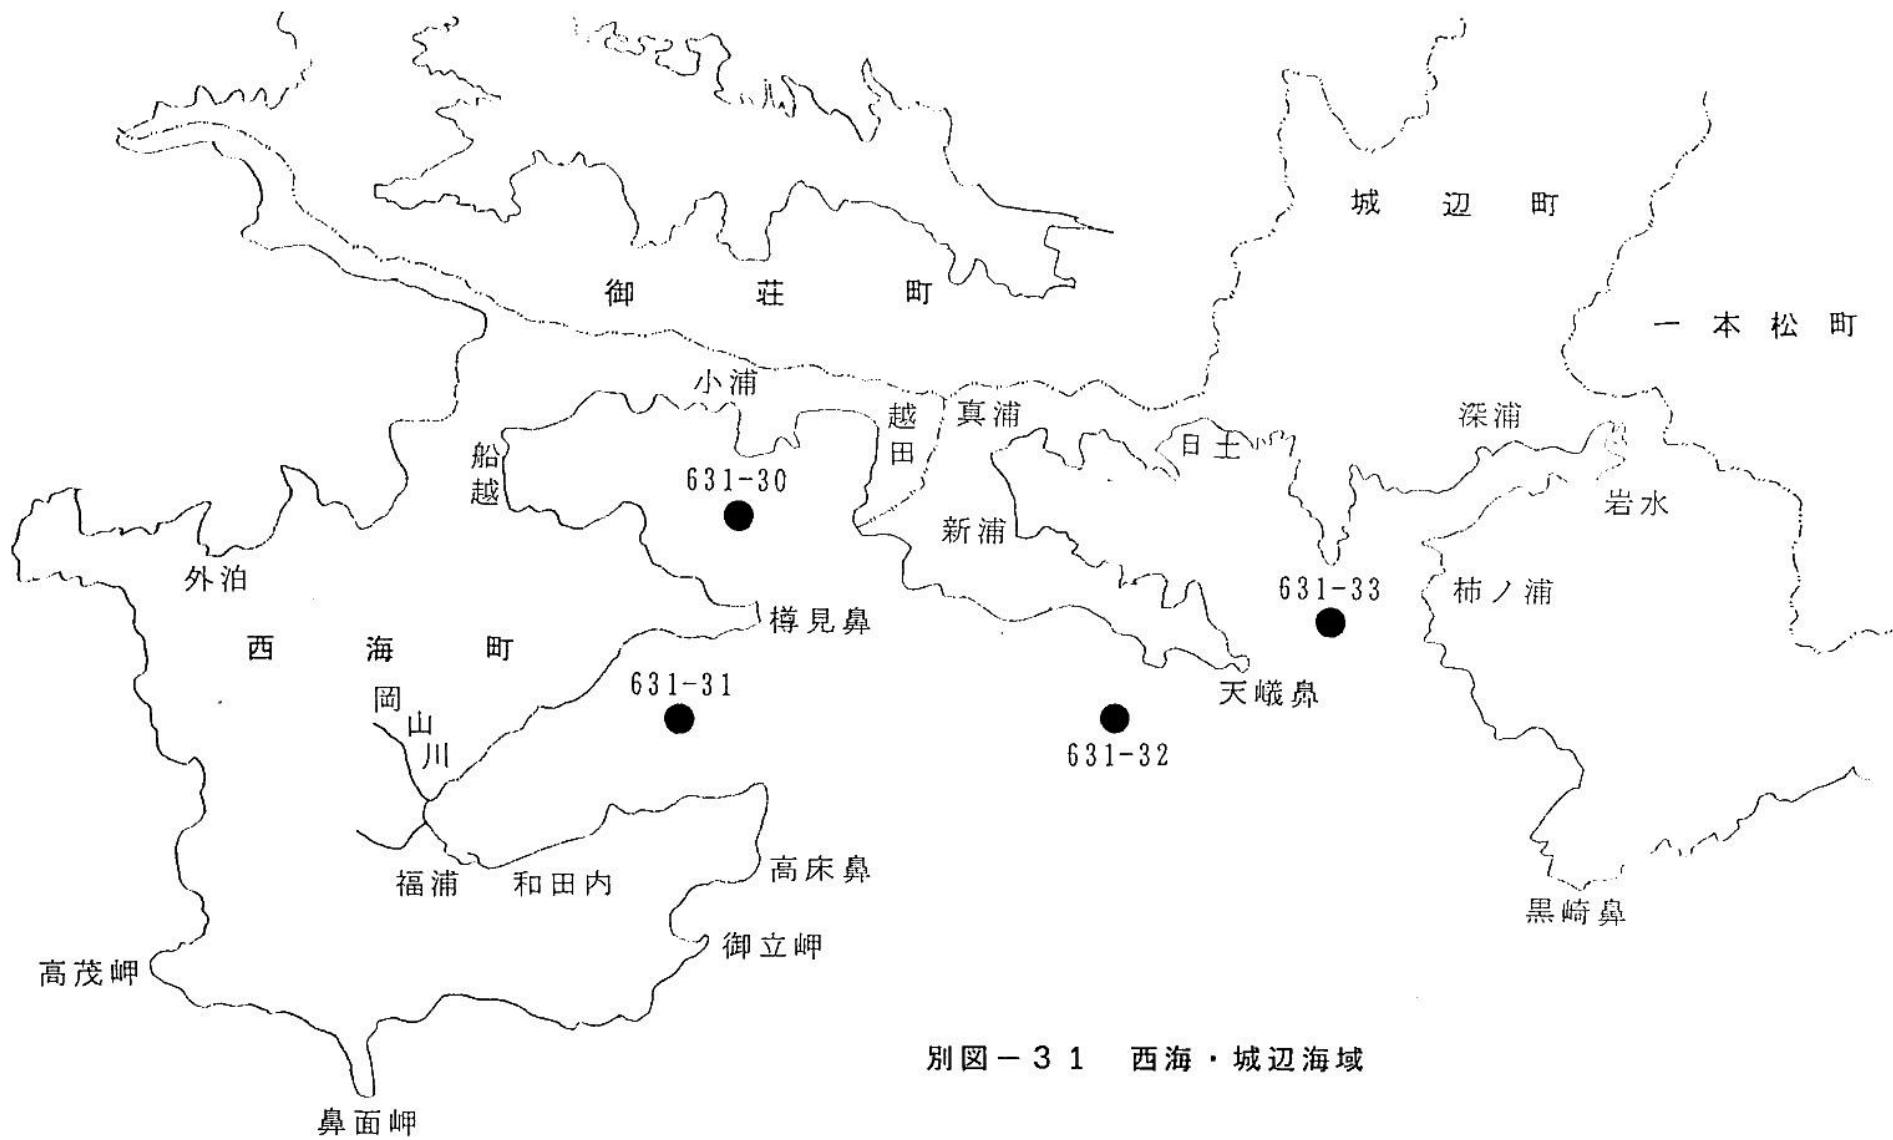 城辺町
御荘町
一本松町
小浦
越田
真浦
日土
深浦
船越
631-30
岩水
新浦
外泊
631-33
柿ノ浦
樽見鼻
西海町
631-31
天嶬鼻
岡山川
631-32
高床鼻
福浦
和田内
黒崎鼻
御立岬
高茂岬
別図－31　西海・城辺海域
鼻面岬